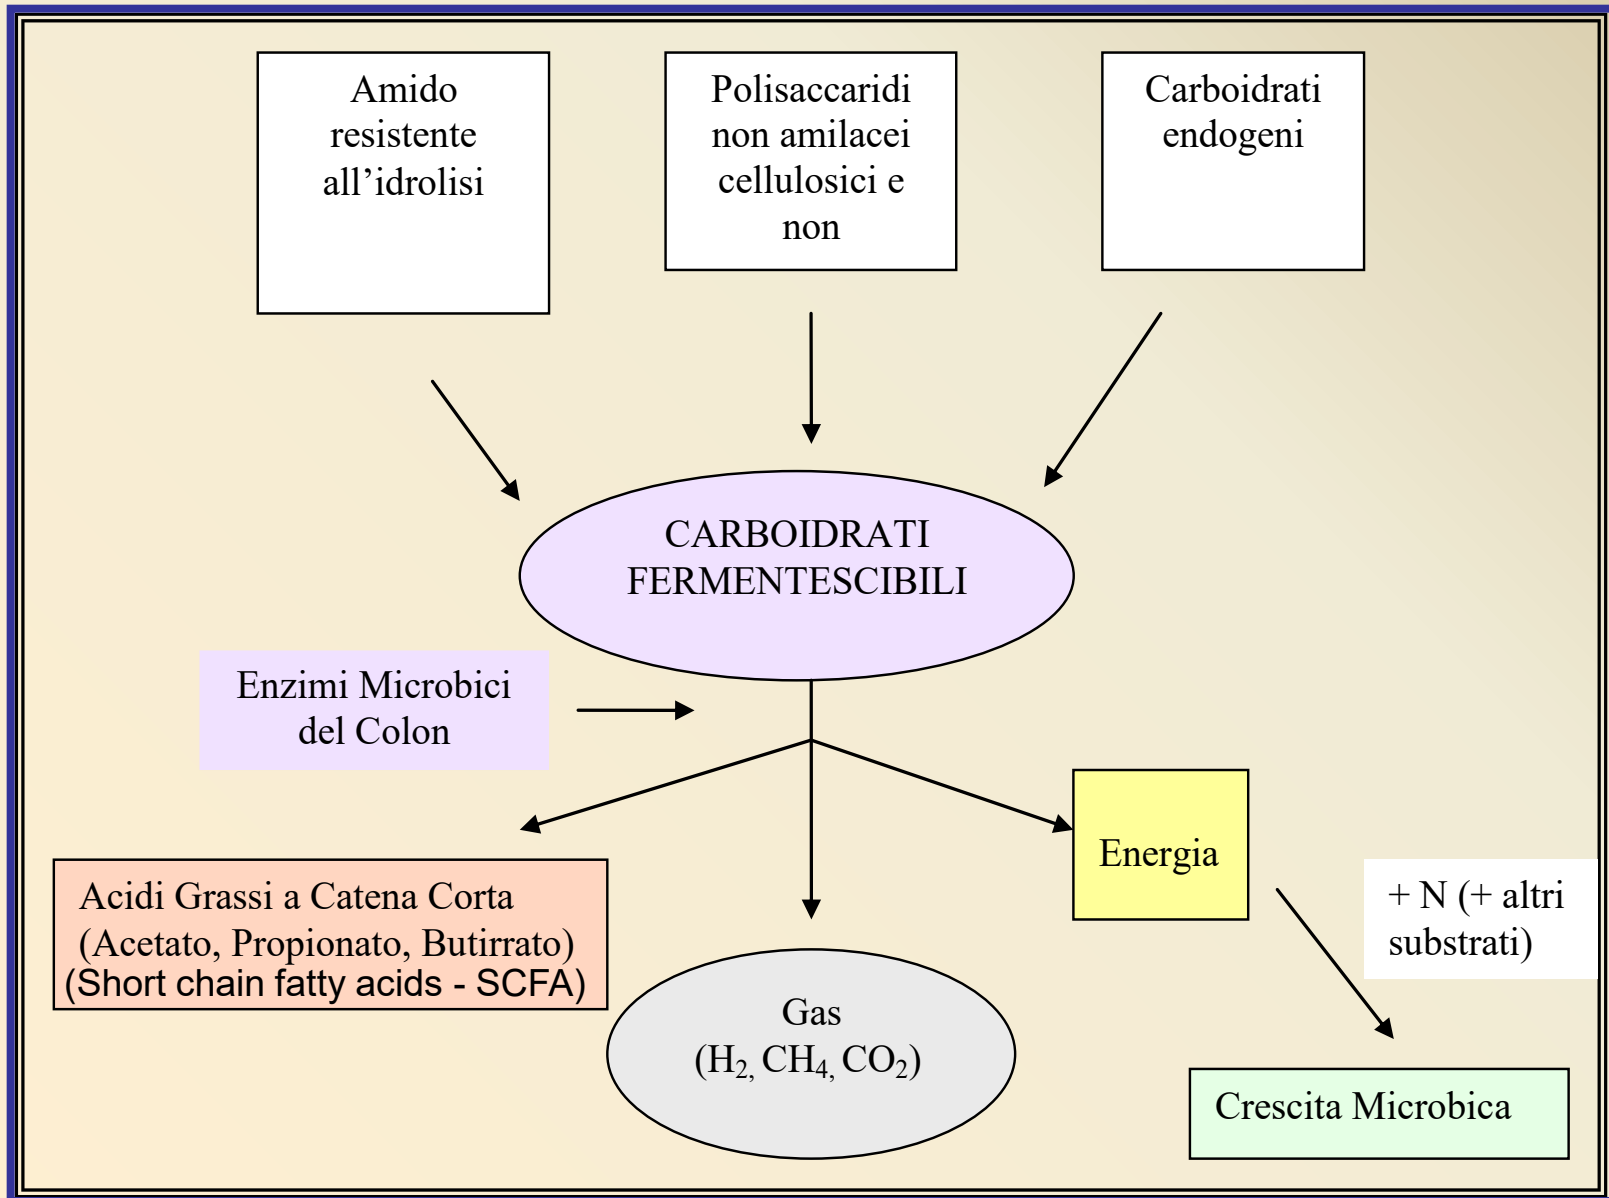 Amido
resistente
all’idrolisi
Polisaccaridi
non amilacei
cellulosici e
non
Carboidrati
endogeni
CARBOIDRATI
FERMENTESCIBILI
Enzimi Microbici
del Colon
Energia
Acidi Grassi a Catena Corta
(Acetato, Propionato, Butirrato)
(Short chain fatty acids - SCFA)
+ N (+ altri
substrati)
Gas
(H₂, CH₄, CO₂)
Crescita Microbica